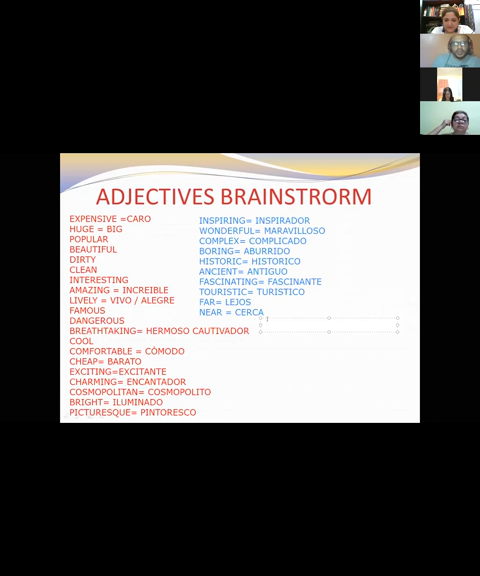 ADJECTIVES BRAINSTRORM
EXPENSIVE =CARO
HUGE = BIG
POPULAR
BEAUTIFUL
DIRTY
CLEAN
INTERESTING
AMAZING = INCREIBLE
LIVELY = VIVO / ALEGRE
FAMOUS
DANGEROUS
BREATHTAKING= HERMOSO CAUTIVADOR
COOL
COMFORTABLE = CÓMODO
CHEAP= BARATO
EXCITING=EXCITANTE
CHARMING= ENCANTADOR
COSMOPOLITAN= COSMOPOLITO
BRIGHT= ILUMINADO
PICTURESQUE= PINTORESCO
INSPIRING= INSPIRADOR
WONDERFUL= MARAVILLOSO
COMPLEX= COMPLICADO
BORING= ABURRIDO
HISTORIC= HISTORICO
ANCIENT= ANTIGUO
FASCINATING= FASCINANTE
TOURISTIC= TURISTICO
FAR= LEJOS
NEAR = CERCA